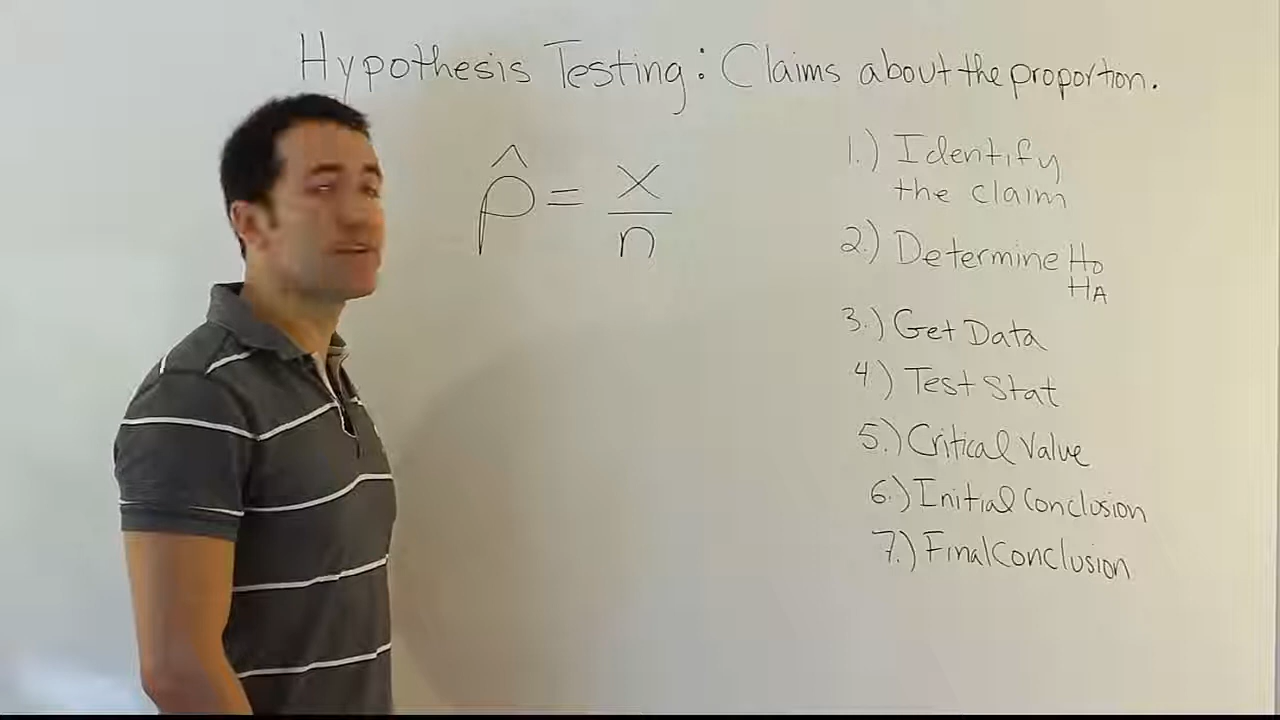 Hypothesis Testing: Claims about the proportion.
p̂ = x/n
1.) Identify
the claim
2.) Determine H₀
Hₐ
3.) Get Data
4.) Test Stat
5.) Critical Value
6.) Initial Conclusion
7.) Final Conclusion